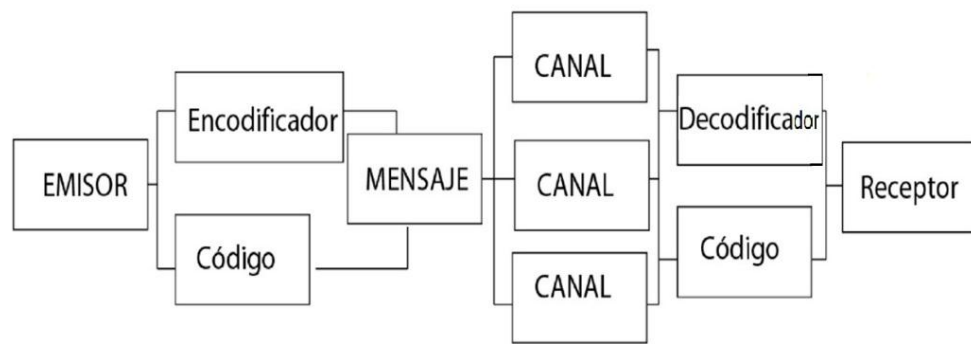 EMISOR
Encodificador
Código
MENSAJE
CANAL
CANAL
CANAL
Decodificador
Código
Receptor